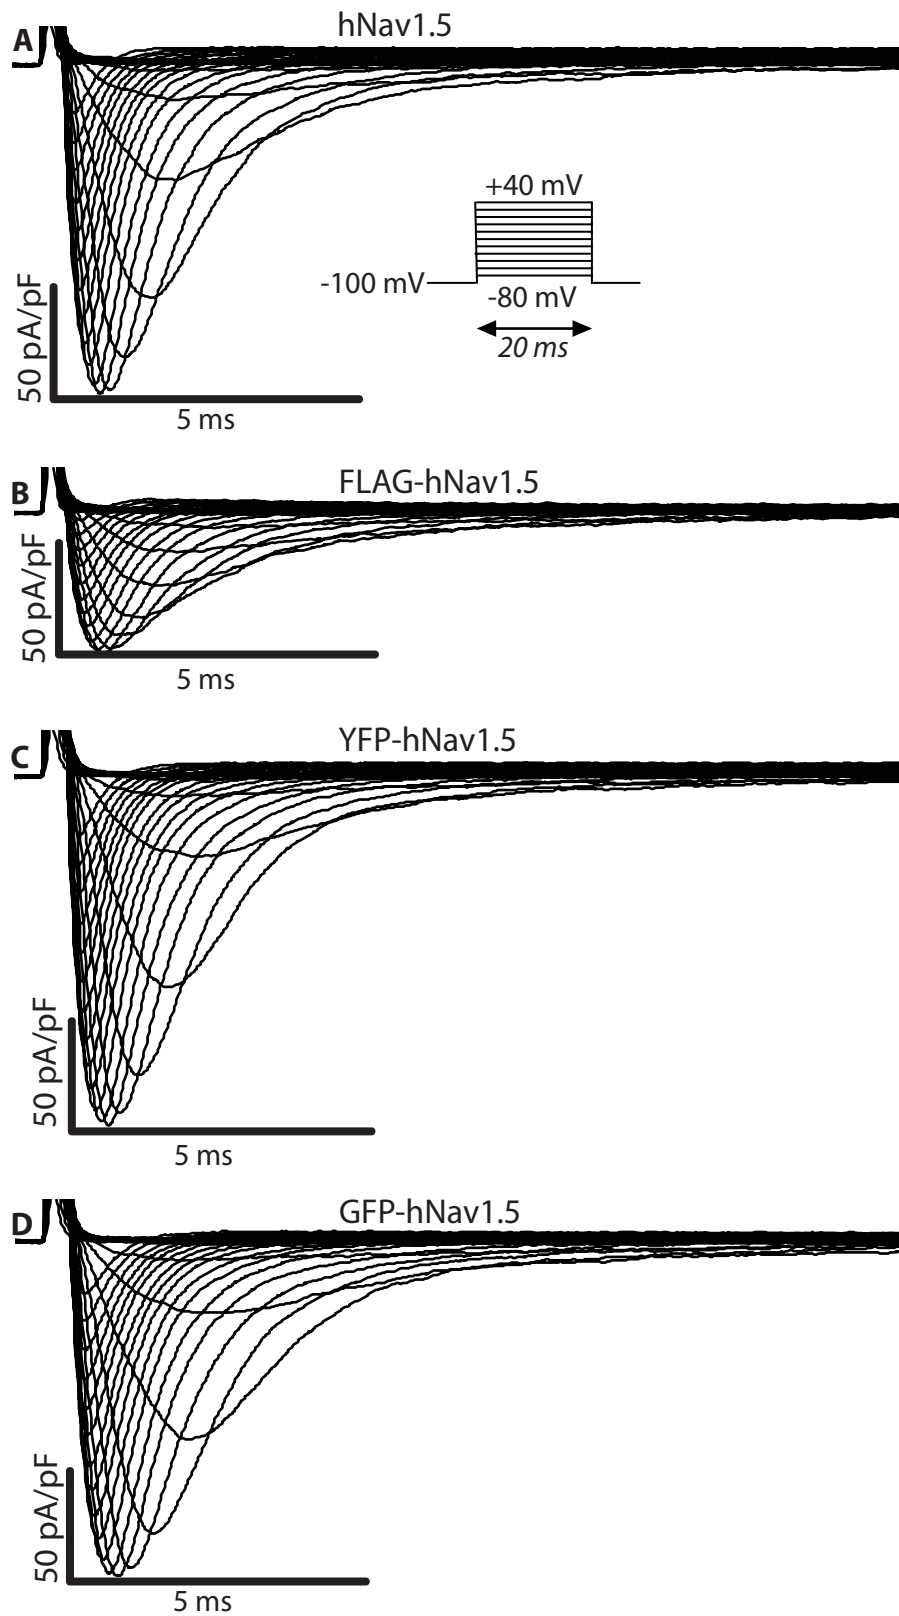 A
hNav1.5
+40 mV
-100 mV
-80 mV
20 ms
50 pA/pF
5 ms
B
FLAG-hNav1.5
50 pA/pF
5 ms
C
YFP-hNav1.5
50 pA/pF
5 ms
D
GFP-hNav1.5
50 pA/pF
5 ms